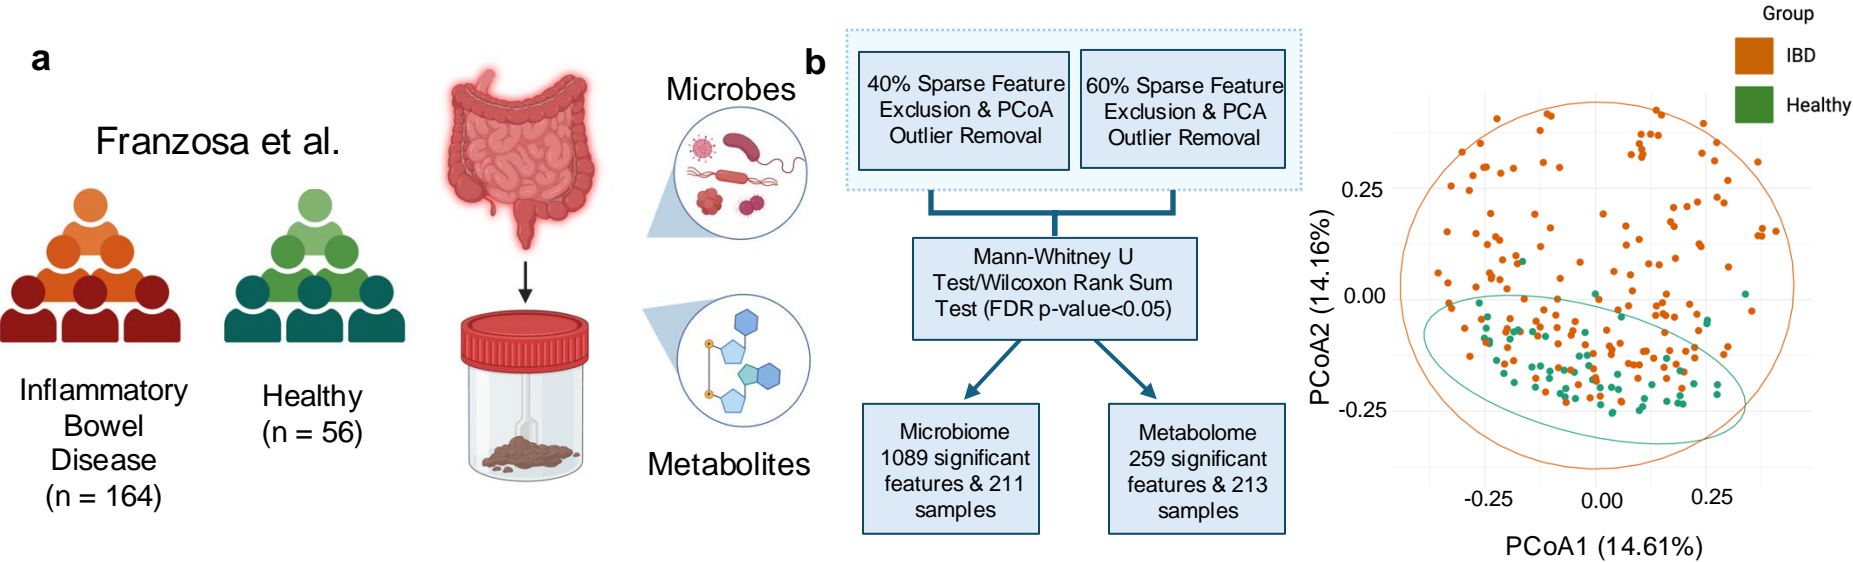 a
Franzosa et al.
Inflammatory
Bowel
Disease
(n = 164)
Healthy
(n = 56)
Microbes
Metabolites
b
40% Sparse Feature
Exclusion & PCoA
Outlier Removal
60% Sparse Feature
Exclusion & PCA
Outlier Removal
Mann-Whitney U
Test/Wilcoxon Rank Sum
Test (FDR p-value<0.05)
Microbiome
1089 significant
features & 211
samples
Metabolome
259 significant
features & 213
samples
Group
IBD
Healthy
PCoA2 (14.16%)
0.25
0.00
-0.25
-0.25
0.00
0.25
PCoA1 (14.61%)